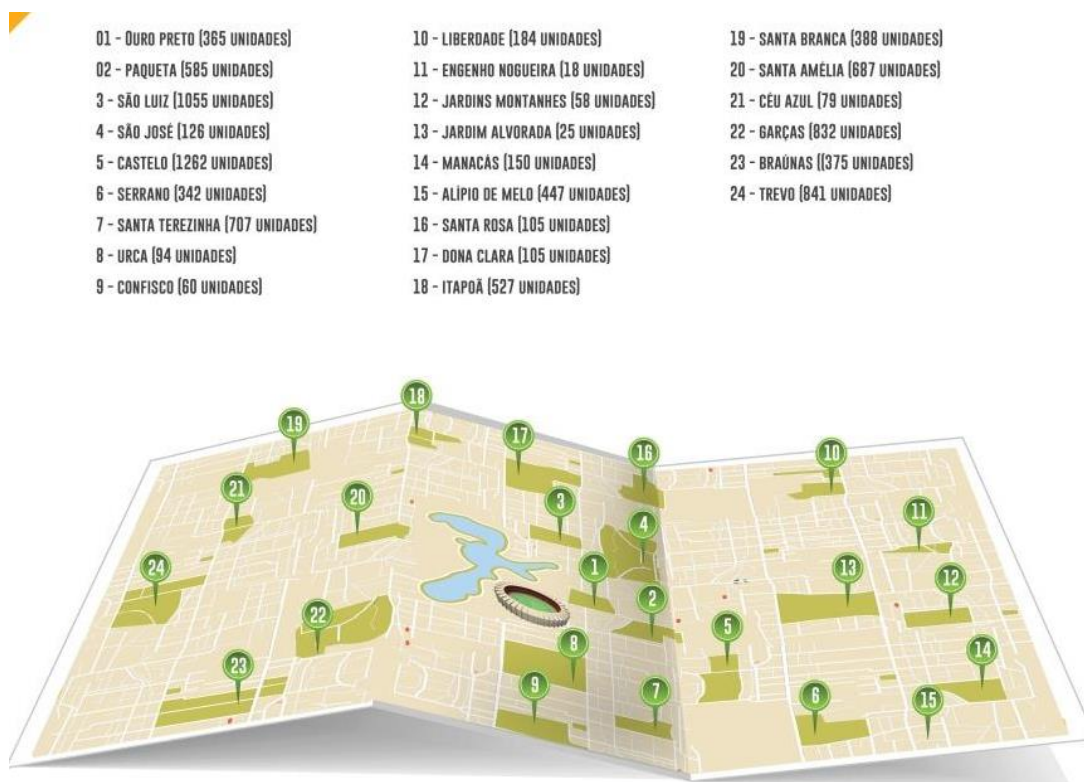 01 - OURO PRETO (365 UNIDADES)
02 - PAQUETA (585 UNIDADES)
3 - SÃO LUIZ (1055 UNIDADES)
4 - SÃO JOSÉ (126 UNIDADES)
5 - CASTELO (1262 UNIDADES)
6 - SERRANO (342 UNIDADES)
7 - SANTA TEREZINHA (707 UNIDADES)
8 - URCA (94 UNIDADES)
9 - CONFISCO (60 UNIDADES)
10 - LIBERDADE (184 UNIDADES)
11 - ENGENHO NOGUEIRA (18 UNIDADES)
12 - JARDINS MONTANHES (58 UNIDADES)
13 - JARDIM ALVORADA (25 UNIDADES)
14 - MANACÁS (150 UNIDADES)
15 - ALÍPIO DE MELO (447 UNIDADES)
16 - SANTA ROSA (105 UNIDADES)
17 - DONA CLARA (105 UNIDADES)
18 - ITAPOÃ (527 UNIDADES)
19 - SANTA BRANCA (388 UNIDADES)
20 - SANTA AMÉLIA (687 UNIDADES)
21 - CÉU AZUL (79 UNIDADES)
22 - GARÇAS (832 UNIDADES)
23 - BRAÚNAS ((375 UNIDADES)
24 - TREVO (841 UNIDADES)
18
19
17
16
10
21
20
3
4
11
24
1
13
12
2
22
5
8
14
23
9
7
6
15